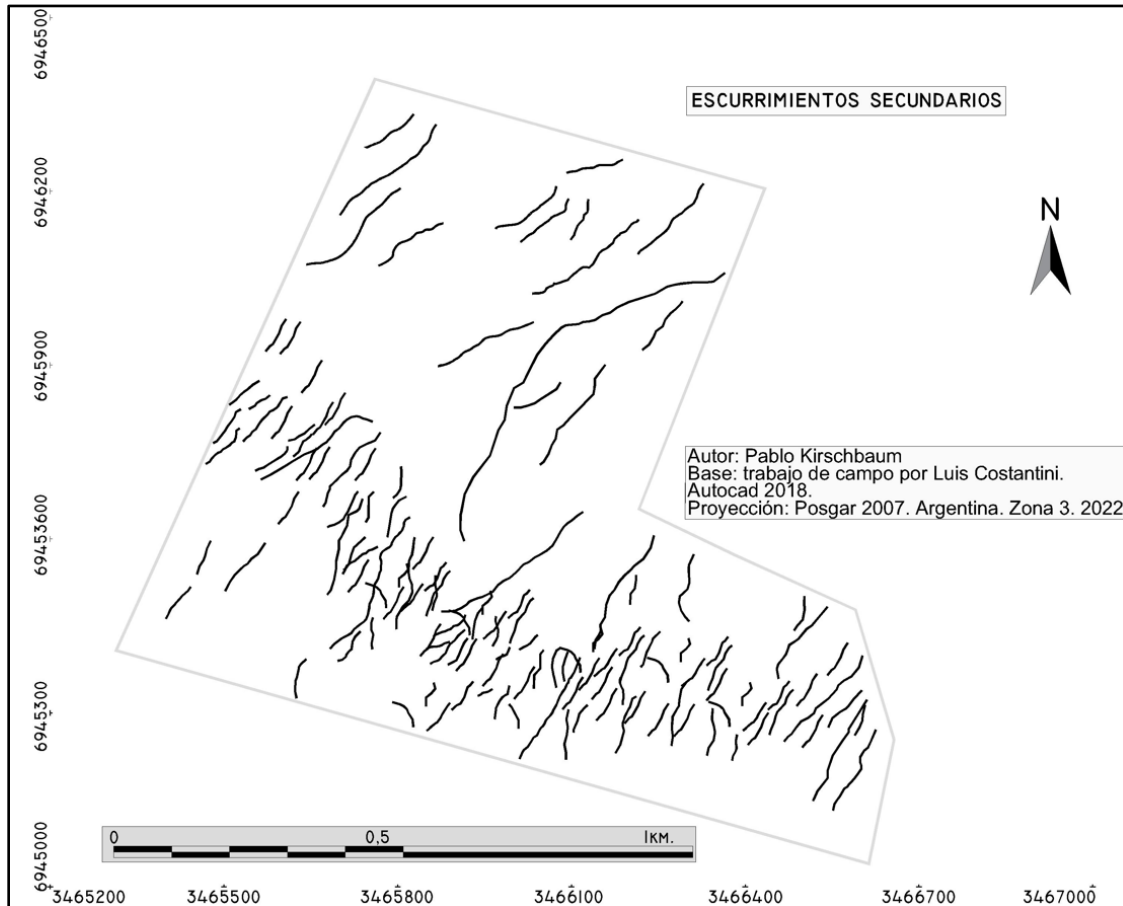 6946500
ESCURRIMIENTOS SECUNDARIOS
6946200
N
6945900
Autor: Pablo Kirschbaum
Base: trabajo de campo por Luis Costantini.
Autocad 2018.
Proyección: Posgar 2007. Argentina. Zona 3. 2022
6945600
6945300
0 0,5 1KM.
6945000
3465200 3465500 3465800 3466100 3466400 3466700 3467000